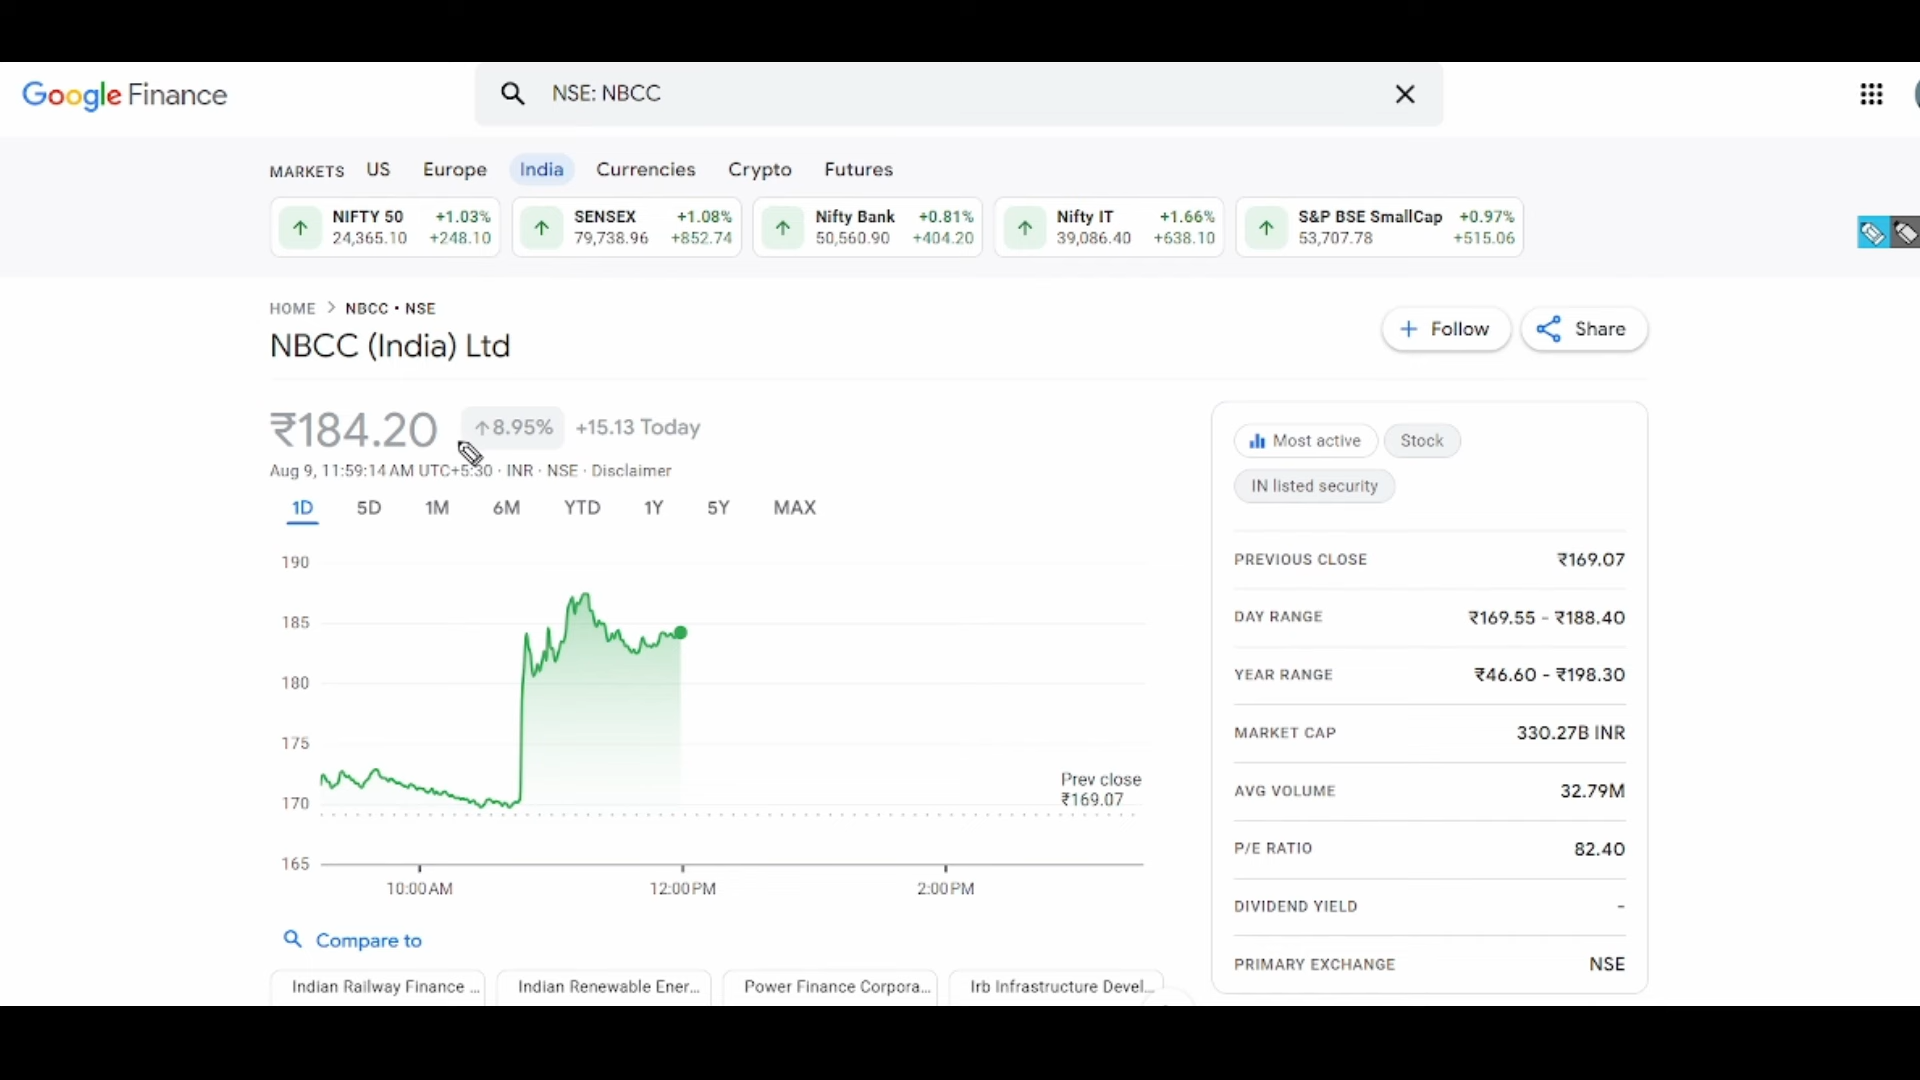 Google Finance
NSE: NBCC
MARKETS US Europe India Currencies Crypto Futures
NIFTY 50 +1.03%
24,365.10 +248.10
SENSEX +1.08%
79,738.96 +852.74
Nifty Bank +0.81%
50,560.90 +404.20
Nifty IT +1.66%
39,086.40 +638.10
S&P BSE SmallCap +0.97%
53,707.78 +515.06
HOME > NBCC • NSE
NBCC (India) Ltd
+ Follow
Share
₹184.20 ↑8.95% +15.13 Today
Aug 9, 11:59:14 AM UTC+5:30 · INR · NSE · Disclaimer
1D 5D 1M 6M YTD 1Y 5Y MAX
190
185
180
175
170
165
Prev close
₹169.07
10:00 AM 12:00 PM 2:00 PM
Compare to
Indian Railway Finance ...
Indian Renewable Ener...
Power Finance Corpora...
Irb Infrastructure Devel...
Most active
Stock
IN listed security
PREVIOUS CLOSE ₹169.07
DAY RANGE ₹169.55 - ₹188.40
YEAR RANGE ₹46.60 - ₹198.30
MARKET CAP 330.27B INR
AVG VOLUME 32.79M
P/E RATIO 82.40
DIVIDEND YIELD -
PRIMARY EXCHANGE NSE